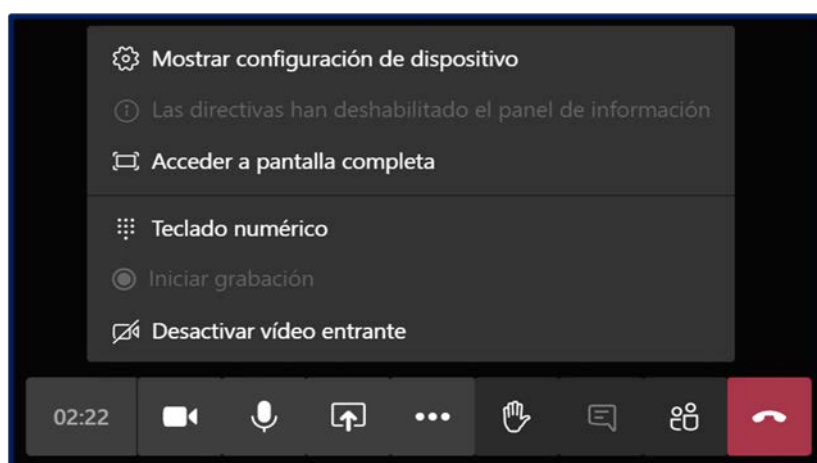 Mostrar configuración de dispositivo
Las directivas han deshabilitado el panel de información
Acceder a pantalla completa
Teclado numérico
Iniciar grabación
Desactivar vídeo entrante
02:22